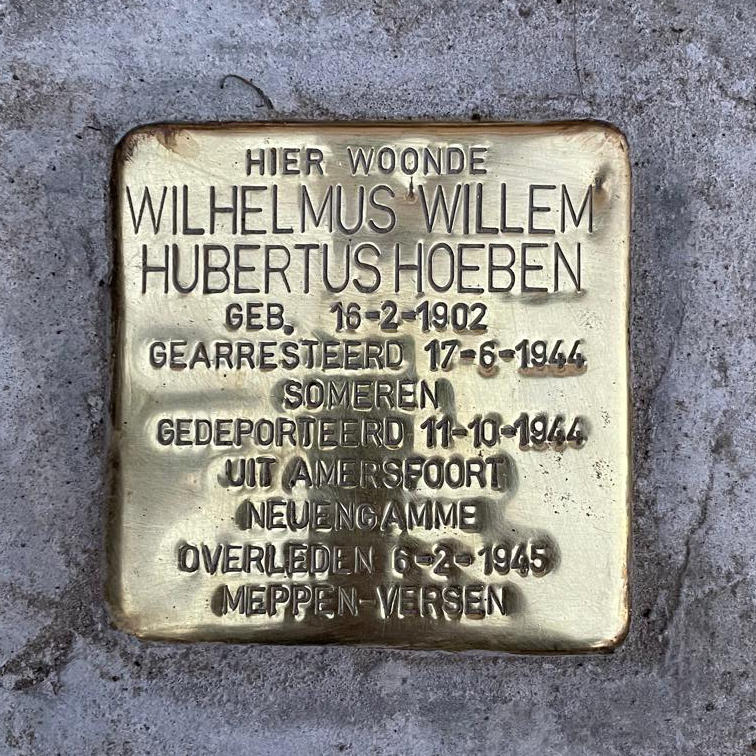 HIER WOONDE
WILHELMUS WILLEM
HUBERTUS HOEBEN
GEB. 16-2-1902
GEARRESTEERD 17-6-1944
SOMEREN
GEDEPORTEERD 11-10-1944
UIT AMERSFOORT
NEUENGAMME
OVERLEDEN 6-2-1945
MEPPEN-VERSEN